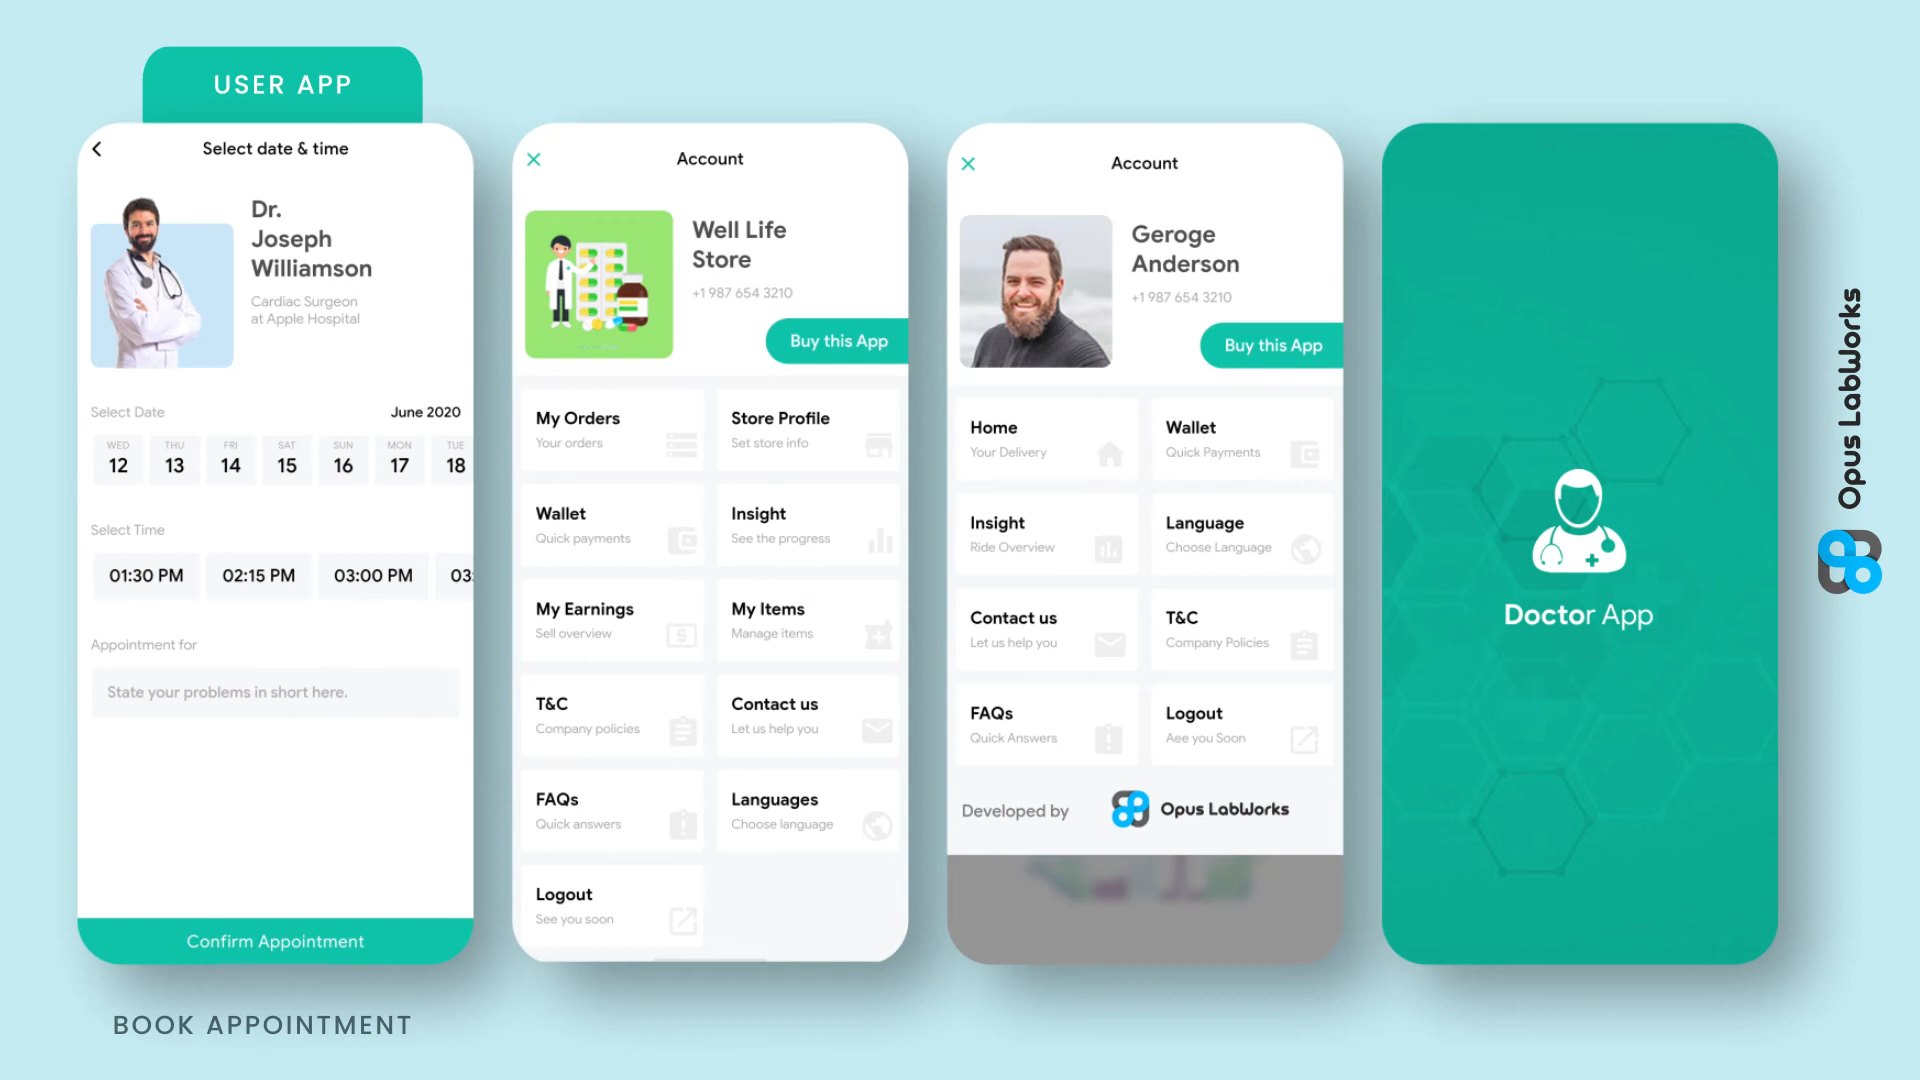 USER APP
Select date & time
Dr.
Joseph
Williamson
Cardiac Surgeon
at Apple Hospital
Select Date
June 2020
WED THU FRI SAT SUN MON TUE
12 13 14 15 16 17 18
Select Time
01:30 PM 02:15 PM 03:00 PM 03:
Appointment for
State your problems in short here.
Confirm Appointment
BOOK APPOINTMENT
Account
Well Life
Store
+1 987 654 3210
Buy this App
My Orders
Your orders
Store Profile
Set store info
Wallet
Quick payments
Insight
See the progress
My Earnings
Sell overview
My Items
Manage items
T&C
Company policies
Contact us
Let us help you
FAQs
Quick answers
Languages
Choose language
Logout
See you soon
Account
Geroge
Anderson
+1 987 654 3210
Buy this App
Home
Your Delivery
Wallet
Quick Payments
Insight
Ride Overview
Language
Choose Language
Contact us
Let us help you
T&C
Company Policies
FAQs
Quick Answers
Logout
Aee you Soon
Developed by
Opus LabWorks
Doctor App
Opus LabWorks